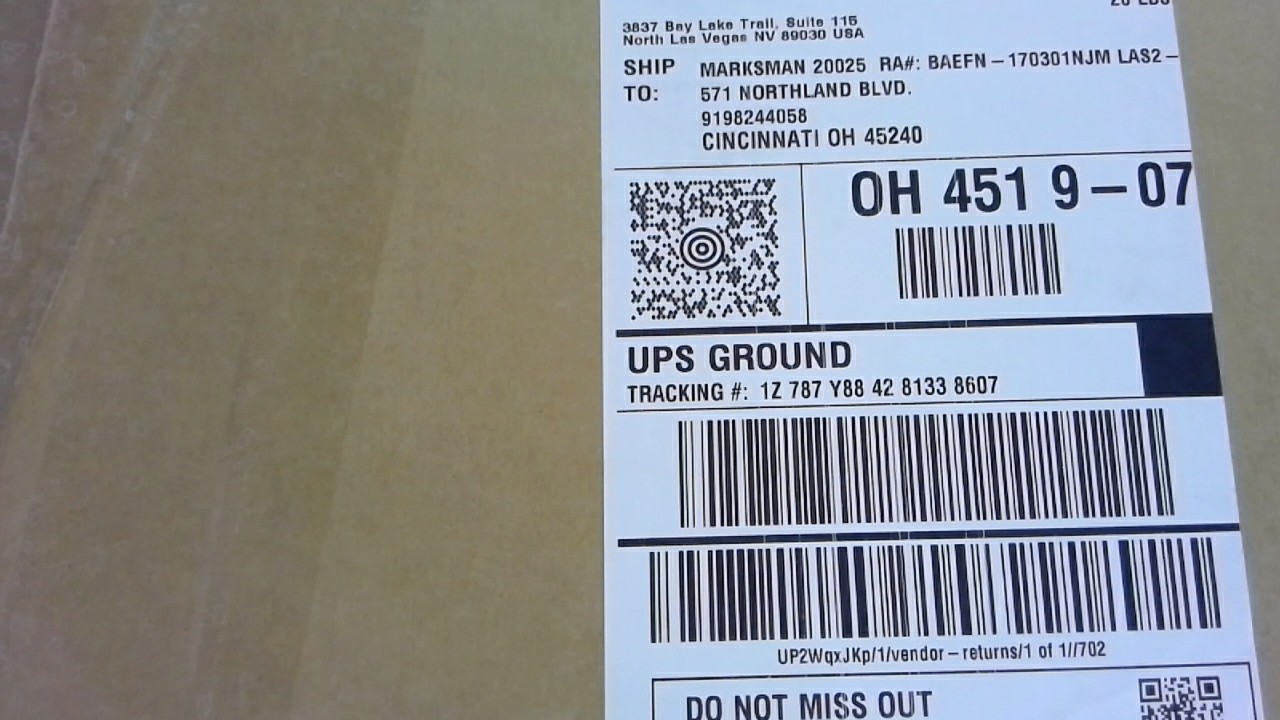 3837 Bay Lake Trail, Suite 115
North Las Vegas NV 89030 USA
SHIP TO:
MARKSMAN 20025 RA#: BAEFN-170301NJM LAS2-
571 NORTHLAND BLVD.
9198244058
CINCINNATI OH 45240
OH 451 9-07
UPS GROUND
TRACKING #: 1Z 787 Y88 42 8133 8607
UP2WqxJKp/1/vendor-returns/1 of 1//702
DO NOT MISS OUT